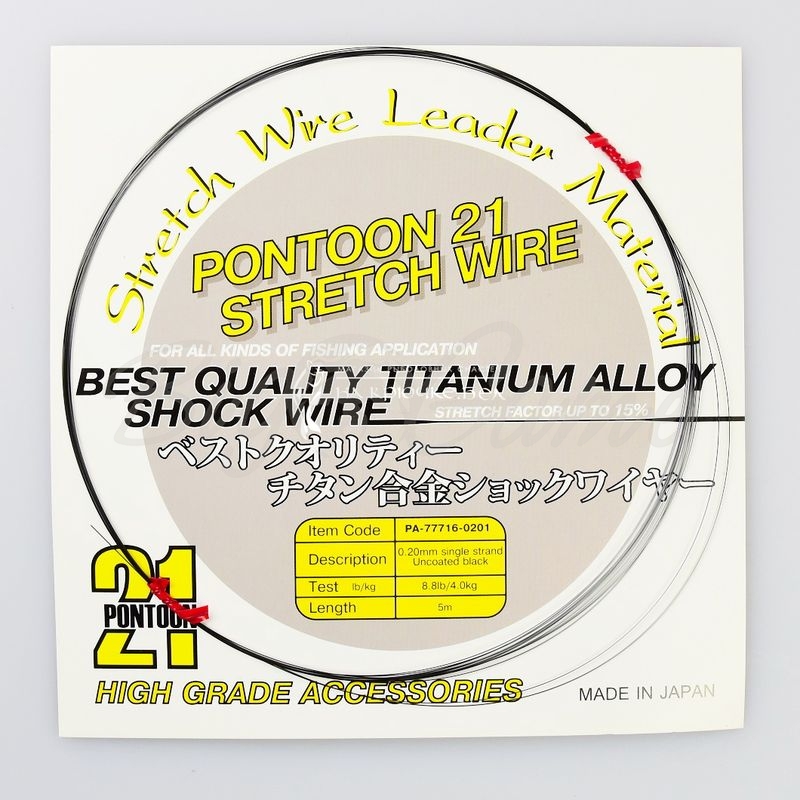 Stretch Wire Leader Material
PONTOON 21
STRETCH WIRE
FOR ALL KINDS OF FISHING APPLICATION
BEST QUALITY TITANIUM ALLOY
SHOCK WIRE
STRETCH FACTOR UP TO 15%
ベストクオリティー
チタン合金ショックワイヤー
Item Code PA-77716-0201
Description 0.20mm single strand
Uncoated black
Test lb/kg 8.8lb/4.0kg
Length 5m
21
PONTOON
HIGH GRADE ACCESSORIES
MADE IN JAPAN